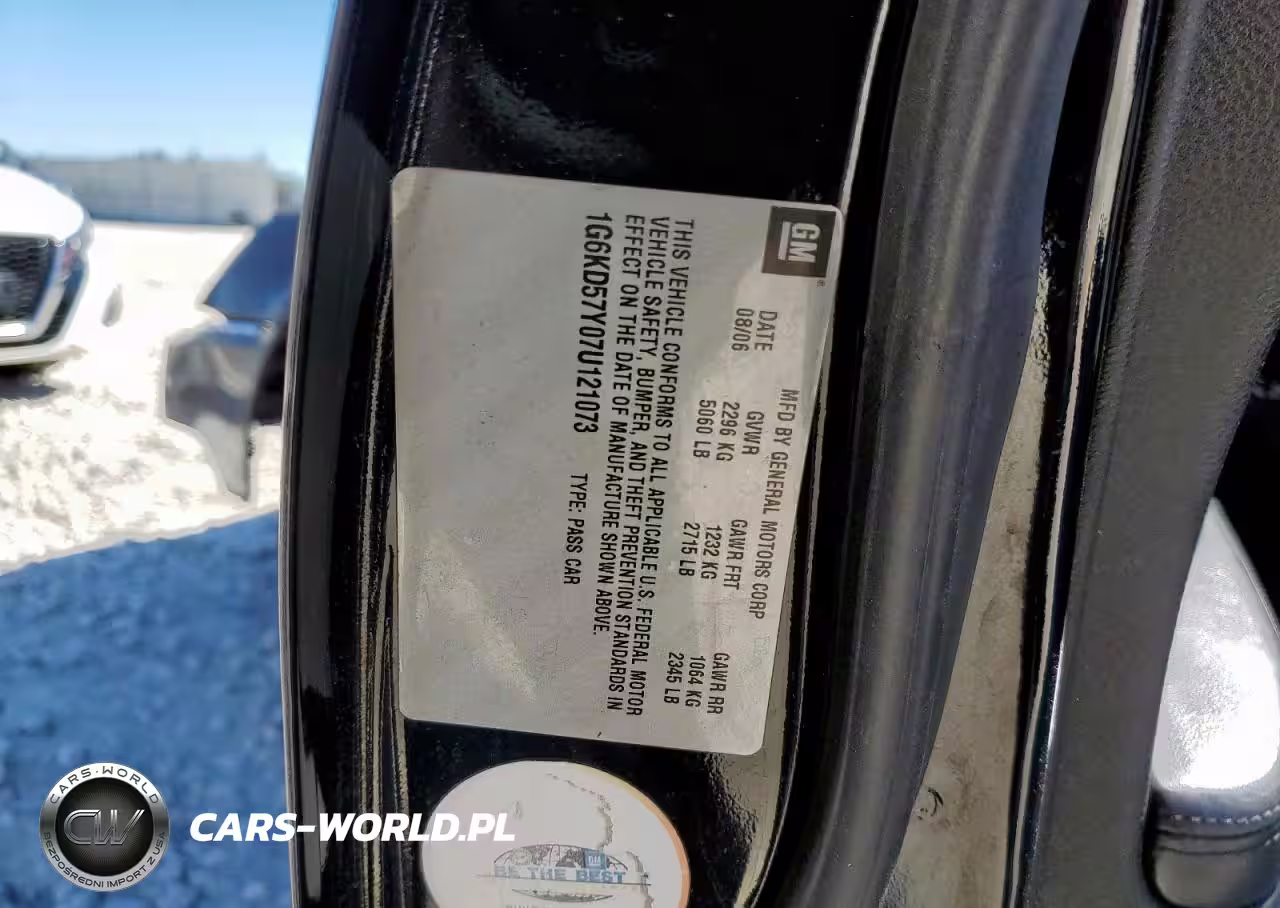 GM
MFD BY GENERAL MOTORS CORP
DATE GVWR GAWR FRT GAWR RR
08/06 2296 KG 1232 KG 1064 KG
5060 LB 2715 LB 2345 LB
THIS VEHICLE CONFORMS TO ALL APPLICABLE U.S. FEDERAL MOTOR
VEHICLE SAFETY, BUMPER, AND THEFT PREVENTION STANDARDS IN
EFFECT ON THE DATE OF MANUFACTURE SHOWN ABOVE.
1G6KD57Y07U121073 TYPE: PASS CAR
GM
BE THE BEST
CARS-WORLD
CW
BEZPOŚREDNI IMPORT Z USA
CARS-WORLD.PL